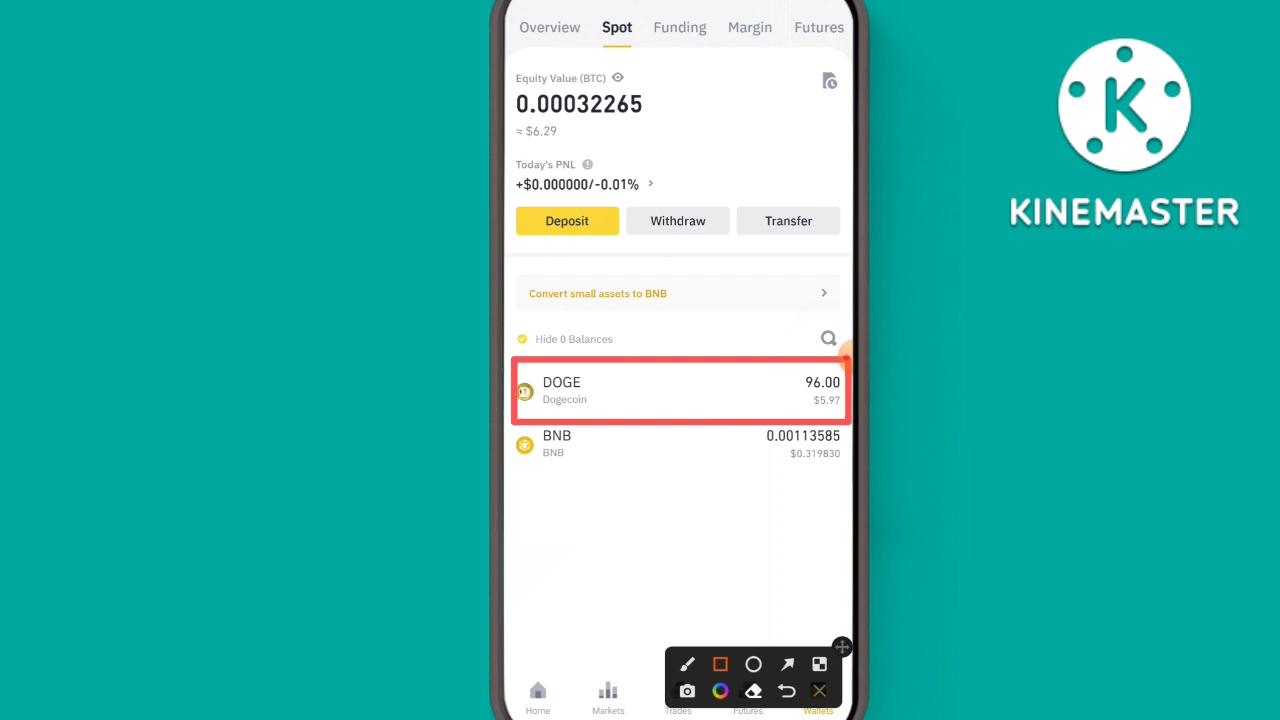 Overview Spot Funding Margin Futures
Equity Value (BTC)
0.00032265
≈ $6.29
Today's PNL
+$0.000000/-0.01%
Deposit Withdraw Transfer
Convert small assets to BNB
Hide 0 Balances
DOGE 96.00
Dogecoin $5.97
BNB 0.00113585
BNB $0.319830
Home Markets Trades Futures Wallets
K
KINEMASTER